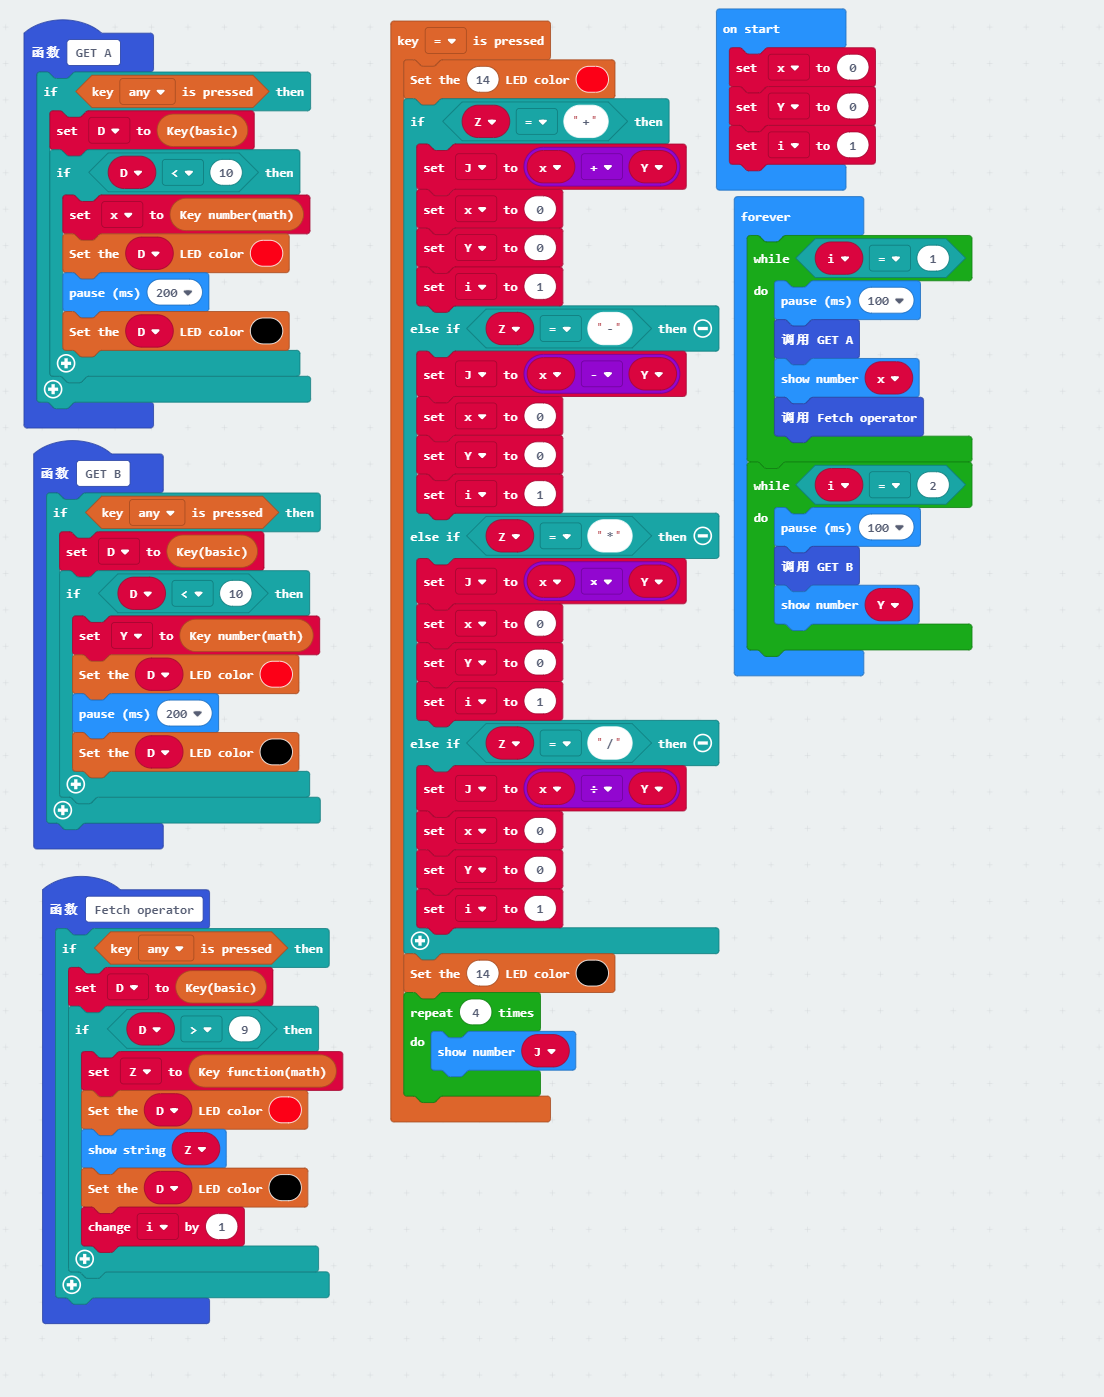 函数 GET A
if key any is pressed then
set D to Key(basic)
if D < 10 then
set x to Key number(math)
Set the D LED color
pause (ms) 200
Set the D LED color
函数 GET B
if key any is pressed then
set D to Key(basic)
if D < 10 then
set Y to Key number(math)
Set the D LED color
pause (ms) 200
Set the D LED color
函数 Fetch operator
if key any is pressed then
set D to Key(basic)
if D > 9 then
set Z to Key function(math)
Set the D LED color
show string Z
Set the D LED color
change i by 1
key = is pressed
Set the 14 LED color
if Z = "+" then
set J to x + Y
set x to 0
set Y to 0
set i to 1
else if Z = "-" then
set J to x - Y
set x to 0
set Y to 0
set i to 1
else if Z = "*" then
set J to x × Y
set x to 0
set Y to 0
set i to 1
else if Z = "/" then
set J to x ÷ Y
set x to 0
set Y to 0
set i to 1
Set the 14 LED color
repeat 4 times
do
show number J
on start
set x to 0
set Y to 0
set i to 1
forever
while i = 1
do
pause (ms) 100
调用 GET A
show number x
调用 Fetch operator
while i = 2
do
pause (ms) 100
调用 GET B
show number Y